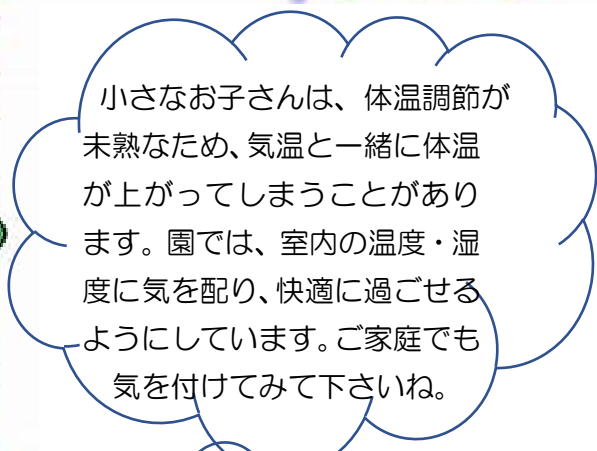 小さなお子さんは、体温調節が
未熟なため、気温と一緒に体温
が上がってしまうことがあり
ます。園では、室内の温度・湿
度に気を配り、快適に過ごせる
ようにしています。ご家庭でも
気を付けてみて下さいね。